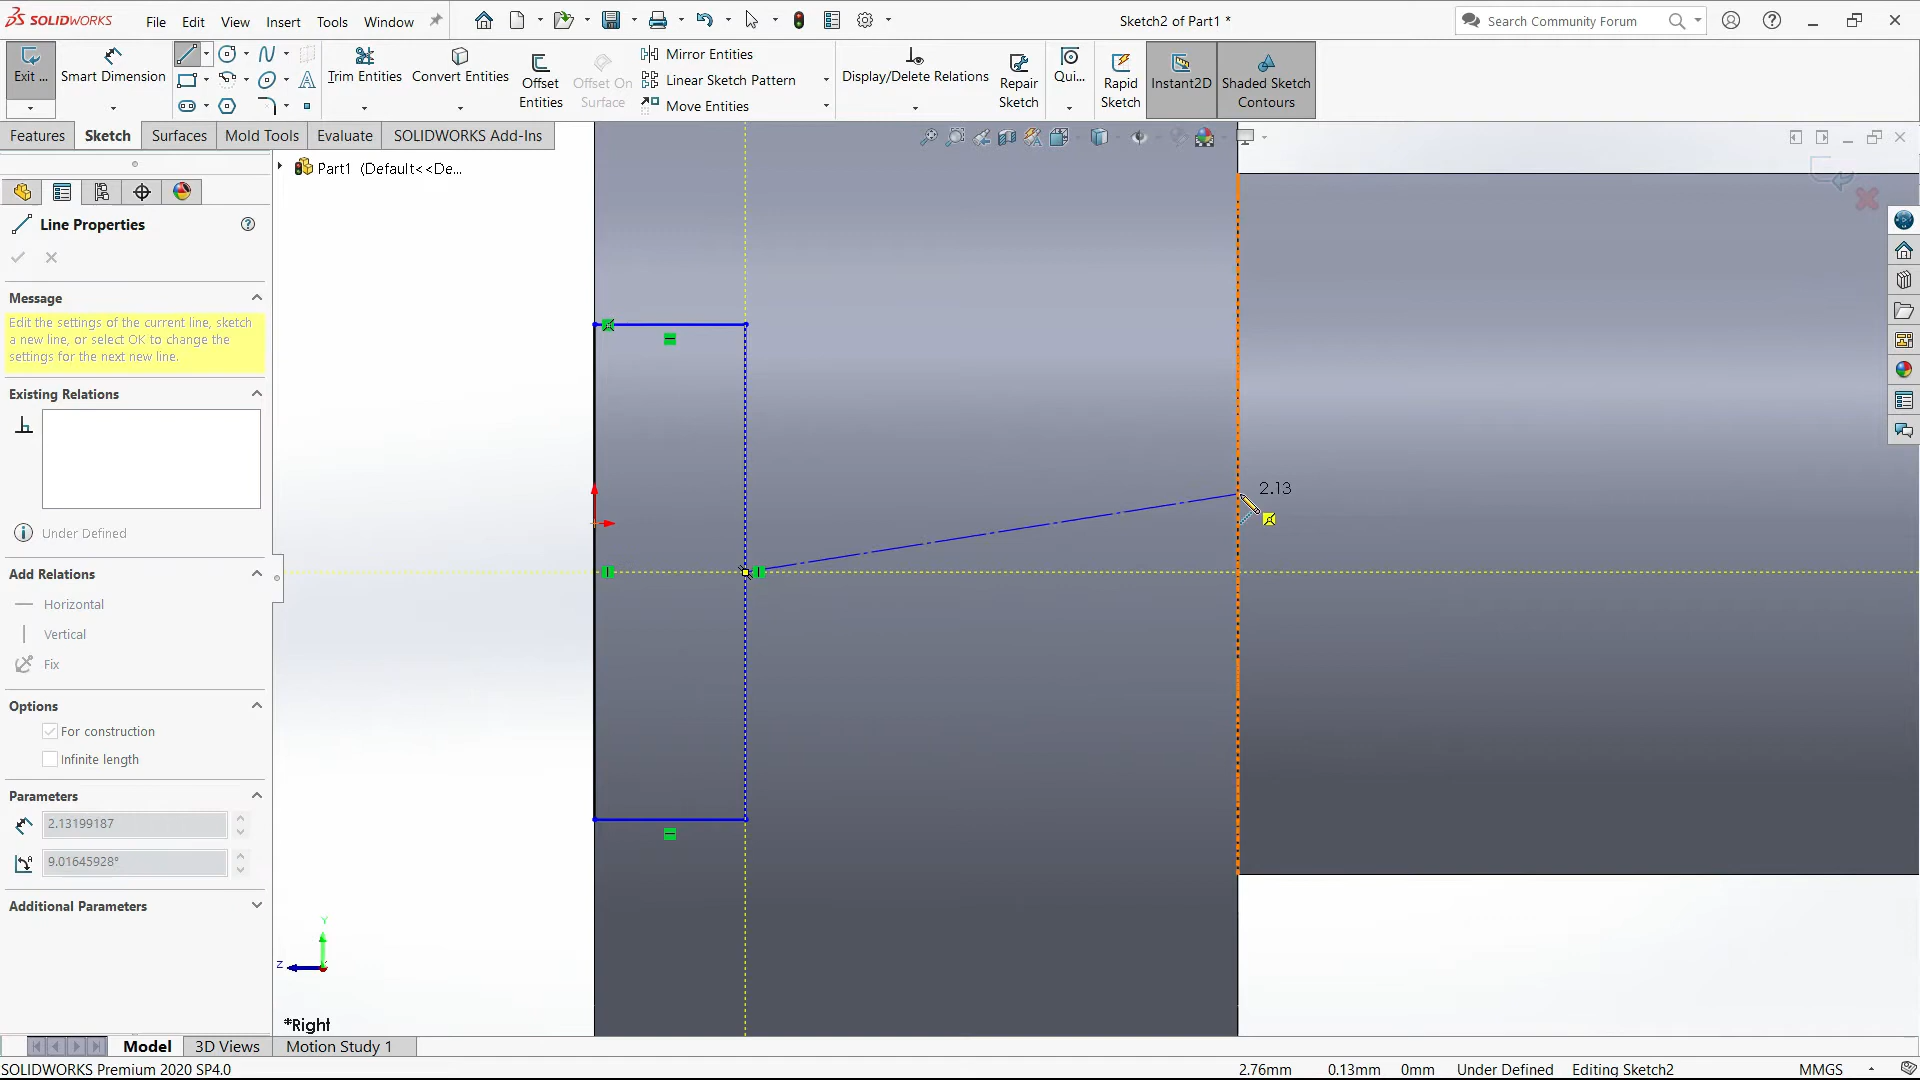 SOLIDWORKS File Edit View Insert Tools Window Sketch2 of Part1 * Search Community Forum
Exit ... Smart Dimension Trim Entities Convert Entities Offset Entities Offset On Surface Mirror Entities Linear Sketch Pattern Move Entities Display/Delete Relations Repair Sketch Qui... Rapid Sketch Instant2D Shaded Sketch Contours
Features Sketch Surfaces Mold Tools Evaluate SOLIDWORKS Add-Ins
Part1 (Default<<De...
Line Properties
Message
Edit the settings of the current line, sketch
a new line, or select OK to change the
settings for the next new line.
Existing Relations
Under Defined
Add Relations
Horizontal
Vertical
Fix
Options
For construction
Infinite length
Parameters
2.13199187
9.01645928°
Additional Parameters
2.13
Y
Z
*Right
Model 3D Views Motion Study 1
SOLIDWORKS Premium 2020 SP4.0 2.76mm 0.13mm 0mm Under Defined Editing Sketch2 MMGS